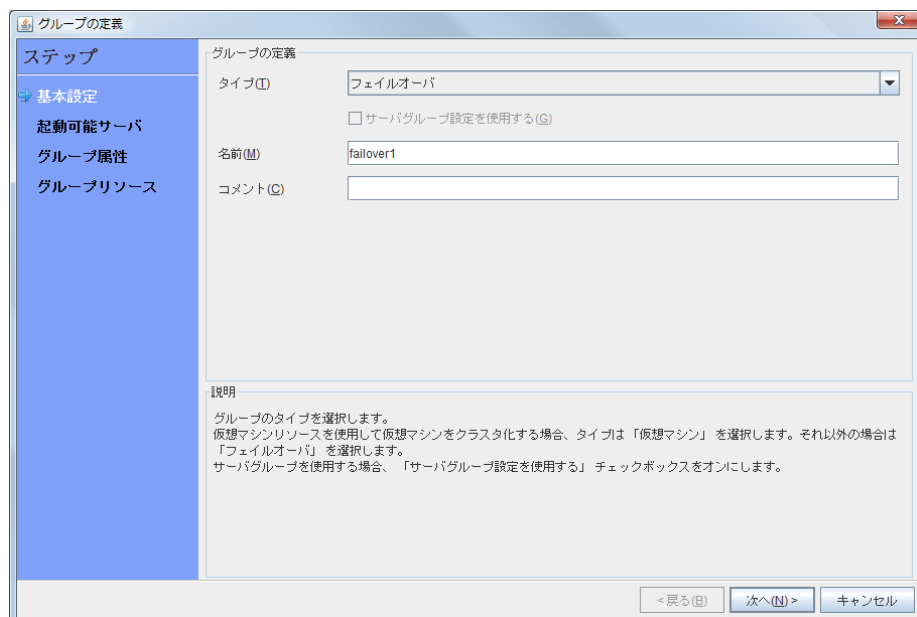 グループの定義
ステップ
基本設定
起動可能サーバ
グループ属性
グループリソース
グループの定義
タイプ(T)
フェイルオーバ
サーバグループ設定を使用する(G)
名前(M)
failover1
コメント(C)
説明
グループのタイプを選択します。
仮想マシンリソースを使用して仮想マシンをクラスタ化する場合、タイプは「仮想マシン」 を選択します。それ以外の場合は
「フェイルオーバ」 を選択します。
サーバグループを使用する場合、 「サーバグループ設定を使用する」 チェックボックスをオンにします。
<戻る(B)
次へ(N)>
キャンセル